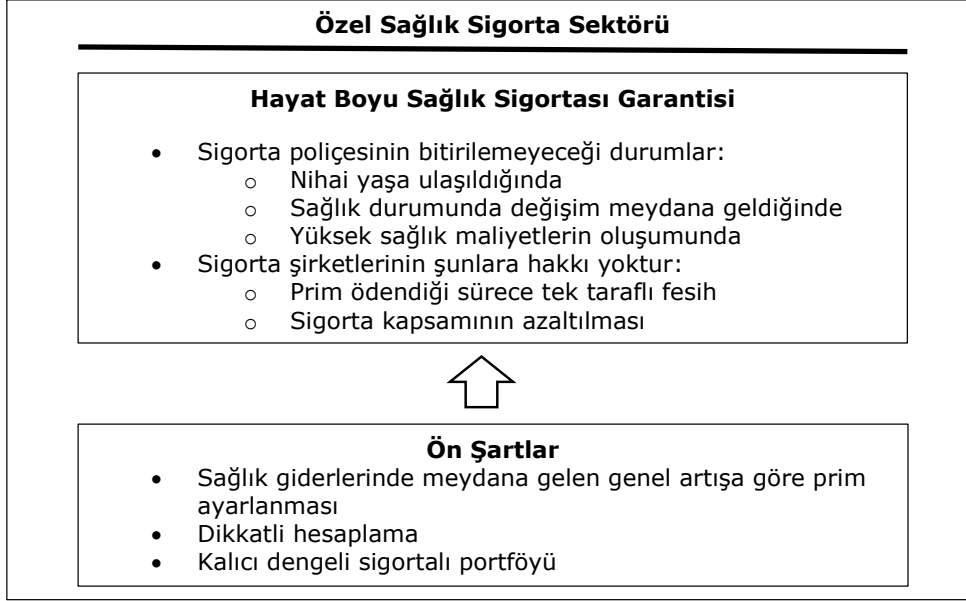 Özel Sağlık Sigorta Sektörü
Hayat Boyu Sağlık Sigortası Garantisi
• Sigorta poliçesinin bitirilemeyeceği durumlar:
o Nihai yaşa ulaşıldığında
o Sağlık durumunda değişim meydana geldiğinde
o Yüksek sağlık maliyetlerin oluşumunda
• Sigorta şirketlerinin şunlara hakkı yoktur:
o Prim ödendiği sürece tek taraflı fesih
o Sigorta kapsamının azaltılması
Ön Şartlar
• Sağlık giderlerinde meydana gelen genel artışa göre prim
ayarlanması
• Dikkatli hesaplama
• Kalıcı dengeli sigortalı portföyü